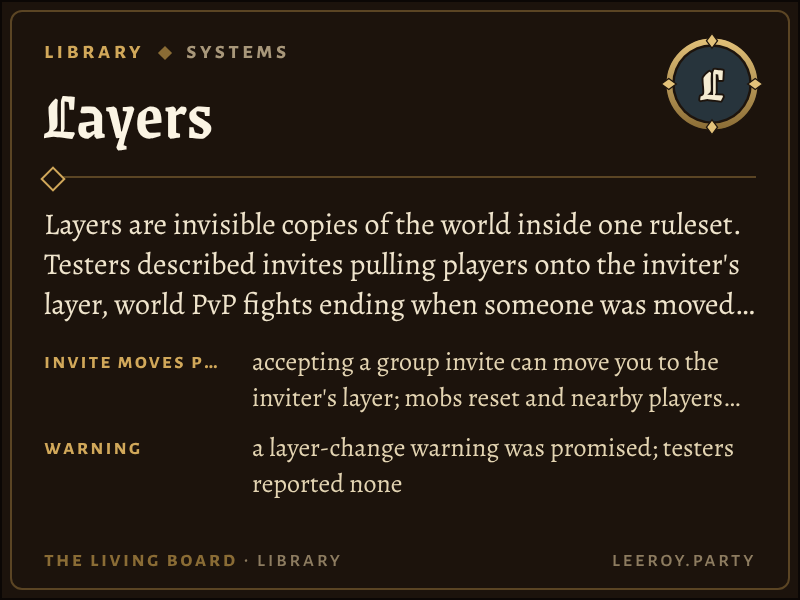 LIBRARY ◆ SYSTEMS
L
Layers
Layers are invisible copies of the world inside one ruleset.
Testers described invites pulling players onto the inviter's
layer, world PvP fights ending when someone was moved…
INVITE MOVES P… accepting a group invite can move you to the
inviter's layer; mobs reset and nearby players…
WARNING a layer-change warning was promised; testers
reported none
THE LIVING BOARD · LIBRARY LEEROY.PARTY